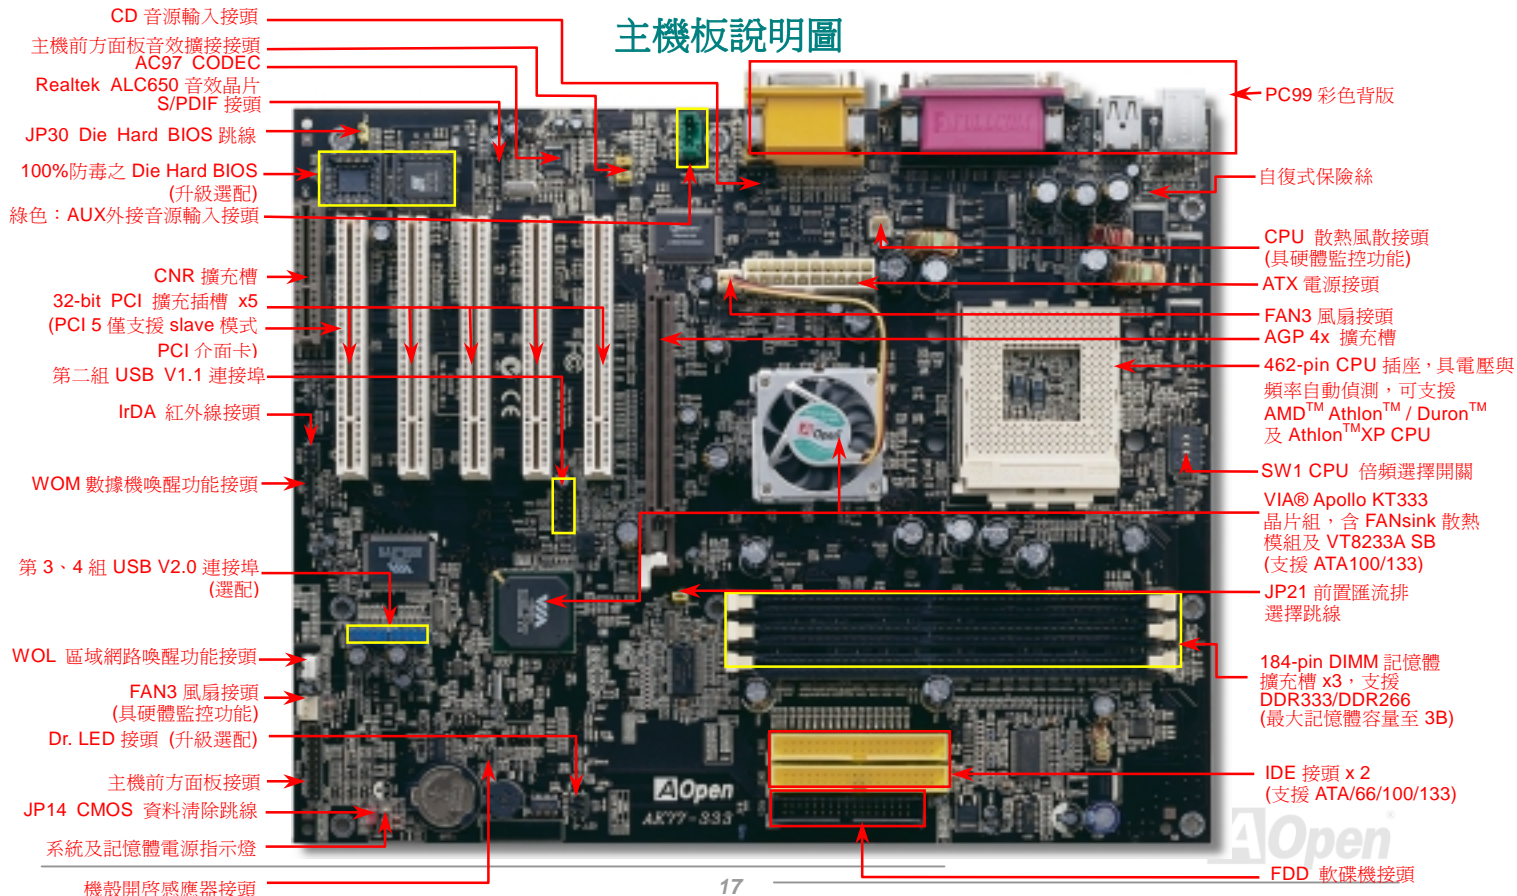 主機板說明圖
CD 音源輸入接頭
主機前方面板音效擴接接頭
AC97 CODEC
Realtek ALC650 音效晶片
S/PDIF 接頭
JP30 Die Hard BIOS 跳線
100%防毒之 Die Hard BIOS
(升級選配)
綠色：AUX外接音源輸入接頭
CNR 擴充槽
32-bit PCI 擴充插槽 x5
(PCI 5 僅支援 slave 模式
PCI 介面卡)
第二組 USB V1.1 連接埠
IrDA 紅外線接頭
WOM 數據機喚醒功能接頭
第 3、4 組 USB V2.0 連接埠
(選配)
WOL 區域網路喚醒功能接頭
FAN3 風扇接頭
(具硬體監控功能)
Dr. LED 接頭 (升級選配)
主機前方面板接頭
JP14 CMOS 資料清除跳線
系統及記憶體電源指示燈
機殼開啓感應器接頭
PC99 彩色背版
自復式保險絲
CPU 散熱風散接頭
(具硬體監控功能)
ATX 電源接頭
FAN3 風扇接頭
AGP 4x 擴充槽
462-pin CPU 插座，具電壓與
頻率自動偵測，可支援
AMD™ Athlon™ / Duron™
及 Athlon™XP CPU
SW1 CPU 倍頻選擇開關
VIA® Apollo KT333
晶片組，含 FANsink 散熱
模組及 VT8233A SB
(支援 ATA100/133)
JP21 前置匯流排
選擇跳線
184-pin DIMM 記憶體
擴充槽 x3，支援
DDR333/DDR266
(最大記憶體容量至 3B)
IDE 接頭 x 2
(支援 ATA/66/100/133)
FDD 軟碟機接頭
AOpen
VIA
AOpen
AK77-333
AOpen
17